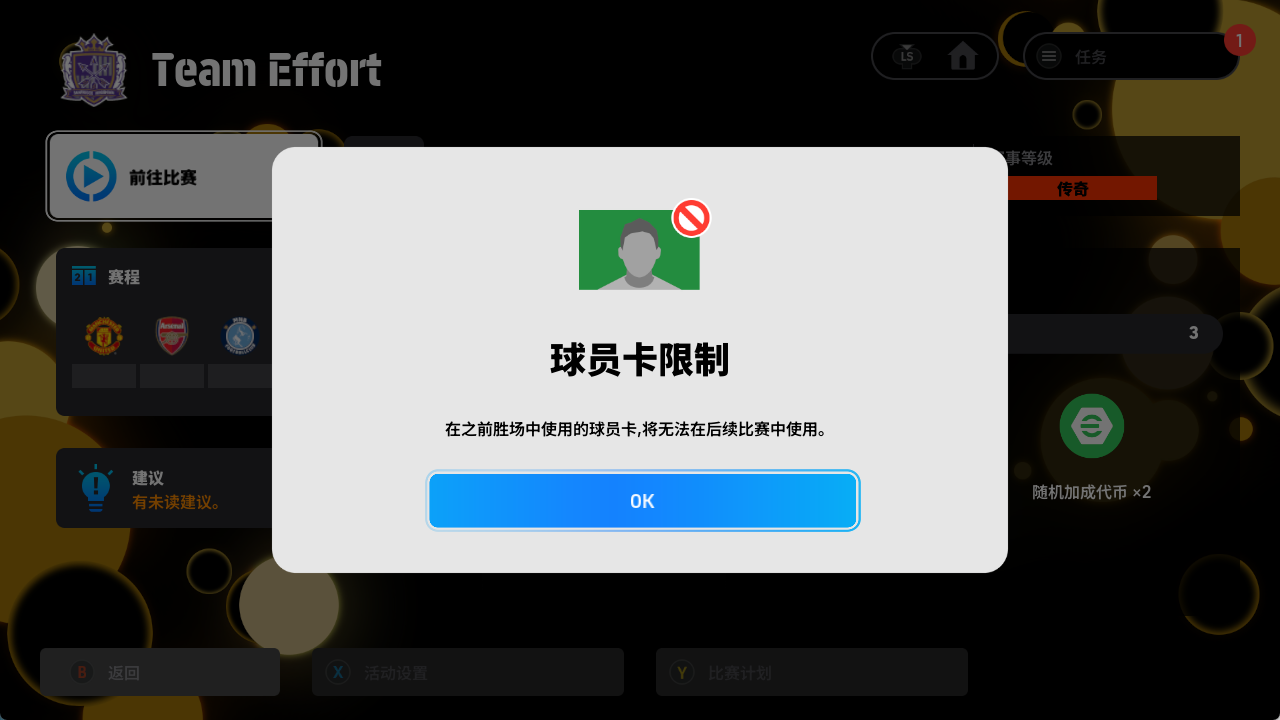 Team Effort
LS
任务
1
前往比赛
事等级
传奇
赛程
21
Arsenal
3
球员卡限制
在之前胜场中使用的球员卡,将无法在后续比赛中使用。
OK
建议
有未读建议。
随机加成代币 ×2
B 返回
X 活动设置
Y 比赛计划